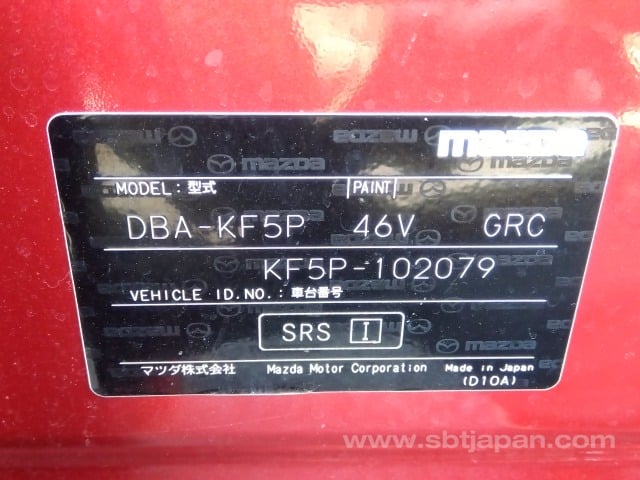 mazda
MODEL: 型式 PAINT
DBA-KF5P 46V GRC
KF5P-102079
VEHICLE ID.NO.: 車台番号
SRS I
マツダ株式会社 Mazda Motor Corporation Made in Japan
(D10A)
www.sbtjapan.com